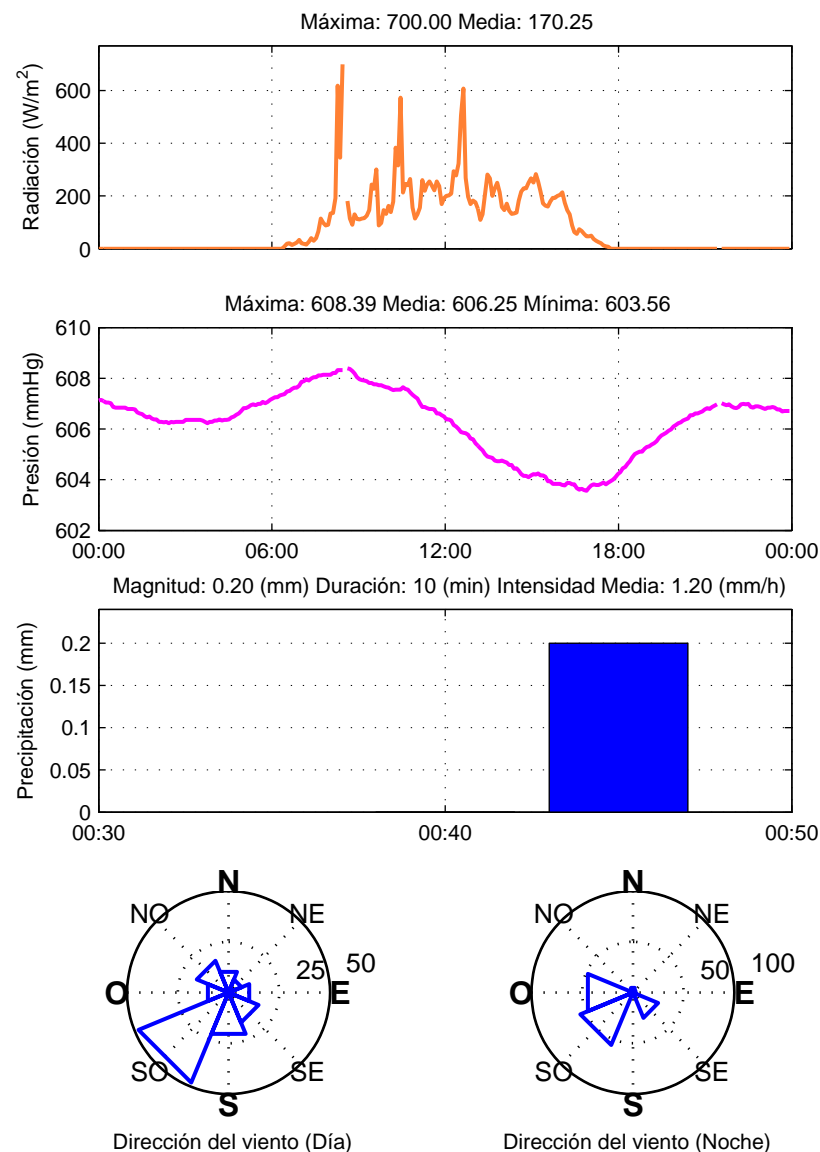 Máxima: 700.00 Media: 170.25
Radiación (W/m²)
600
400
200
0
Máxima: 608.39 Media: 606.25 Mínima: 603.56
Presión (mmHg)
610
608
606
604
602
00:00 06:00 12:00 18:00 00:00
Magnitud: 0.20 (mm) Duración: 10 (min) Intensidad Media: 1.20 (mm/h)
Precipitación (mm)
0.2
0.15
0.1
0.05
0
00:30 00:40 00:50
N
NO NE
25 50
O E
SO SE
S
Dirección del viento (Día)
N
NO NE
50 100
O E
SO SE
S
Dirección del viento (Noche)